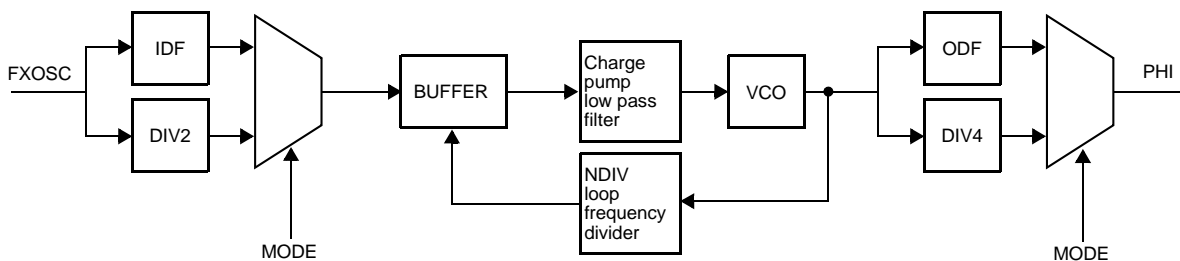 FXOSC
IDF
DIV2
MODE
BUFFER
Charge
pump
low pass
filter
VCO
NDIV
loop
frequency
divider
ODF
DIV4
PHI
MODE